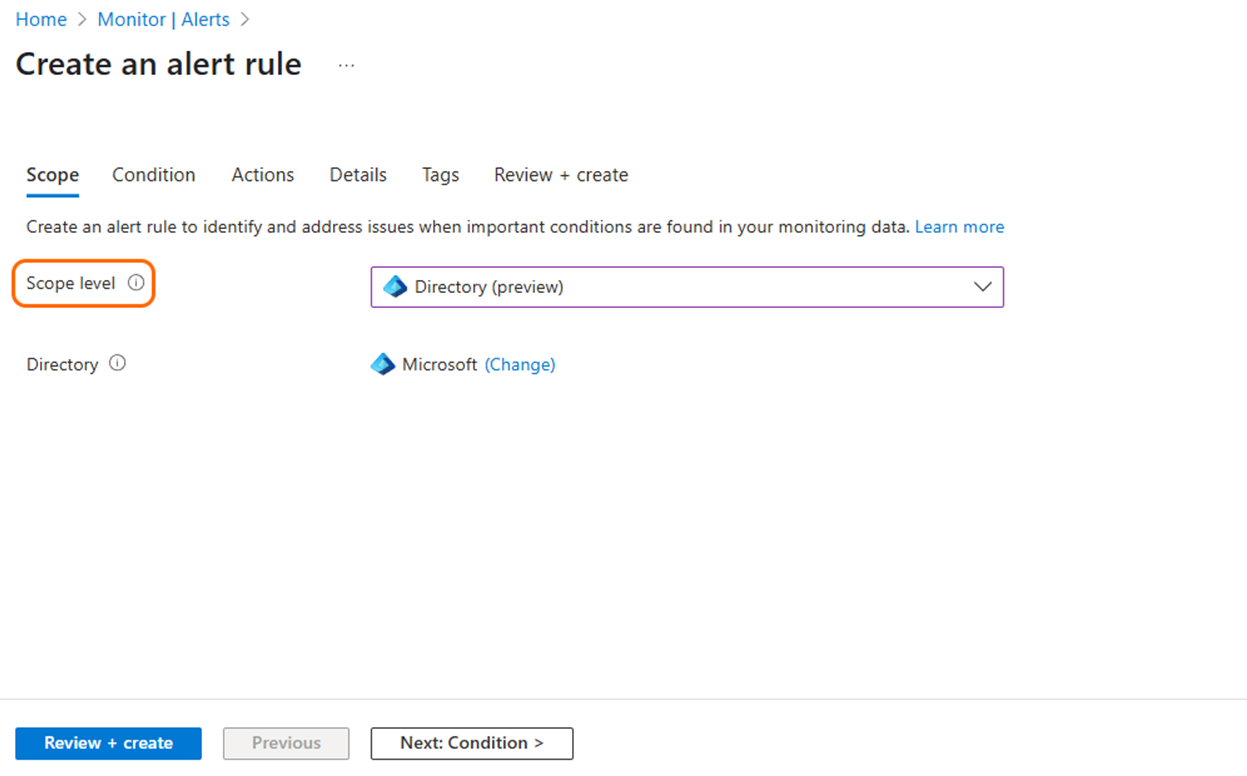 Home > Monitor | Alerts >
Create an alert rule ...
Scope Condition Actions Details Tags Review + create
Create an alert rule to identify and address issues when important conditions are found in your monitoring data. Learn more
Scope level Directory (preview)
Directory Microsoft (Change)
Review + create Previous Next: Condition >